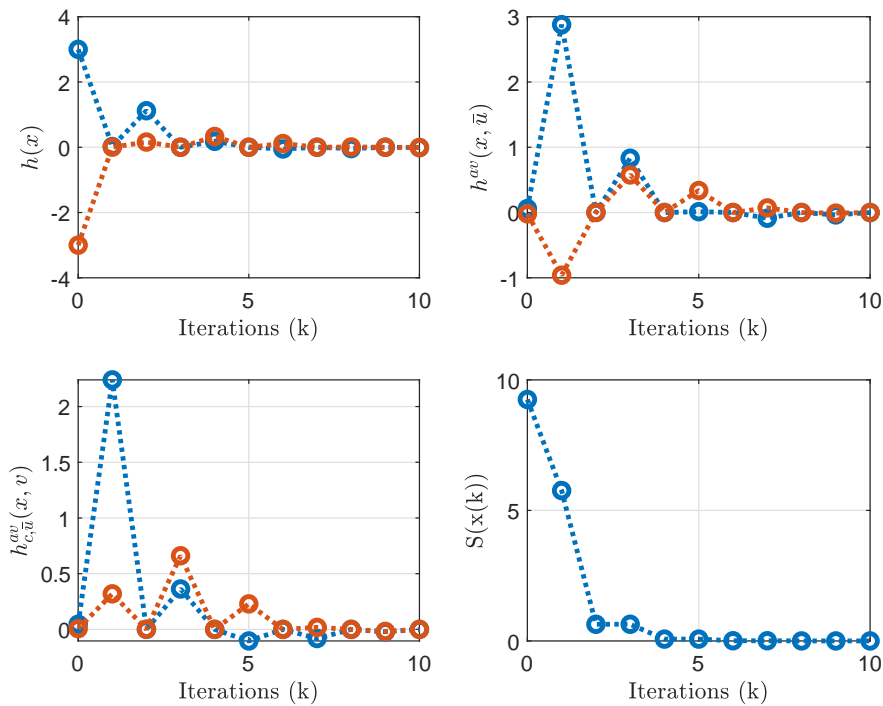 4
2
0
-2
-4
h(x)
0 5 10
Iterations (k)
3
2
1
0
-1
h^{av}(x, ū)
0 5 10
Iterations (k)
2
1.5
1
0.5
0
h^{av}_{c,ū}(x, v)
0 5 10
Iterations (k)
10
5
0
S(x(k))
0 5 10
Iterations (k)